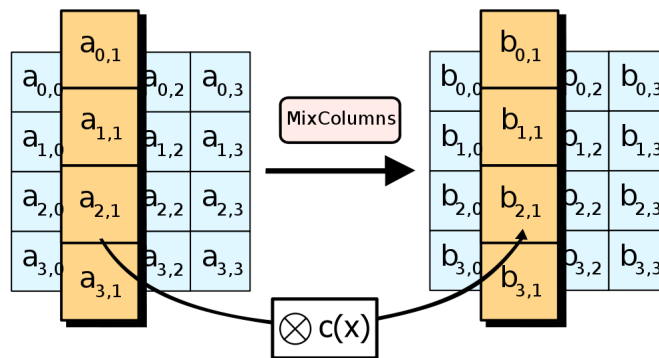 a0,0 a0,1 a0,2 a0,3
a1,0 a1,1 a1,2 a1,3
a2,0 a2,1 a2,2 a2,3
a3,0 a3,1 a3,2 a3,3
MixColumns
b0,0 b0,1 b0,2 b0,3
b1,0 b1,1 b1,2 b1,3
b2,0 b2,1 b2,2 b2,3
b3,0 b3,1 b3,2 b3,3
⊗ c(x)